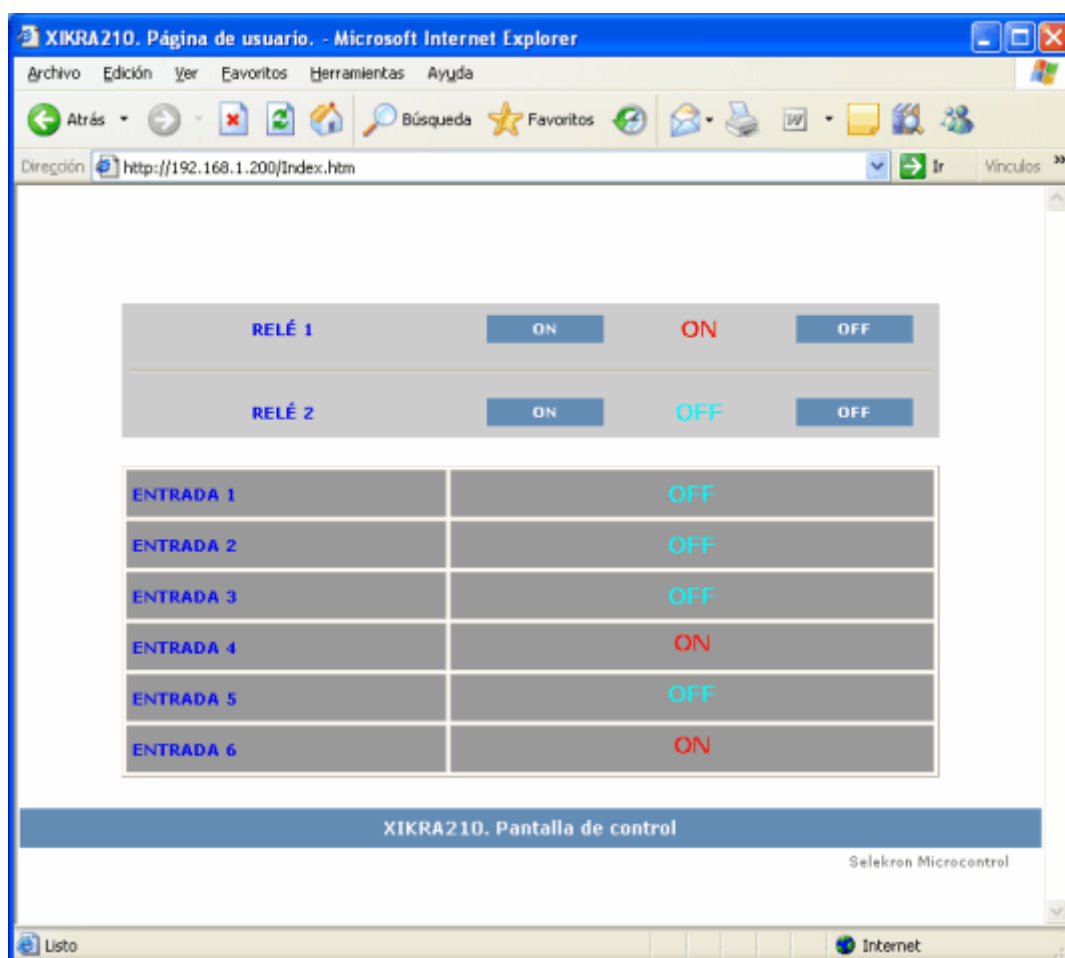 XIKRA210. Página de usuario. - Microsoft Internet Explorer
Archivo Edición Ver Favoritos Herramientas Ayuda
Atrás Búsqueda Favoritos
Dirección http://192.168.1.200/Index.htm Ir Vínculos »
RELÉ 1 ON ON OFF
RELÉ 2 ON OFF OFF
ENTRADA 1 OFF
ENTRADA 2 OFF
ENTRADA 3 OFF
ENTRADA 4 ON
ENTRADA 5 OFF
ENTRADA 6 ON
XIKRA210. Pantalla de control
Selekron Microcontrol
Listo Internet